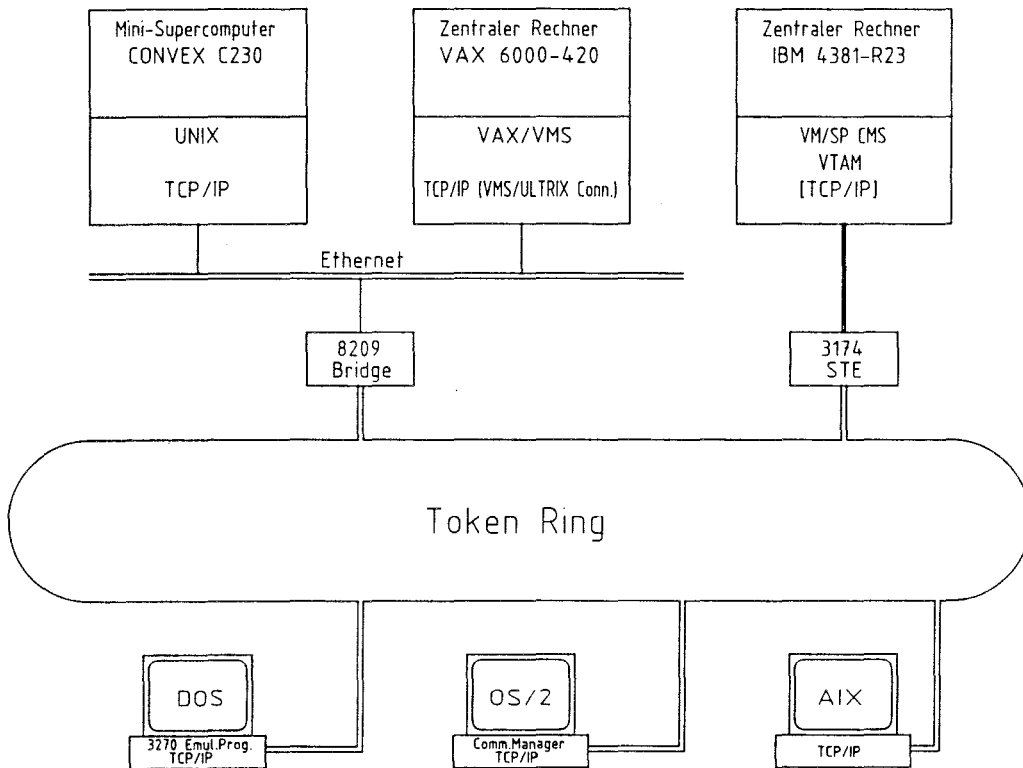 Mini-Supercomputer
CONVEX C230
UNIX
TCP/IP
Zentraler Rechner
VAX 6000-420
VAX/VMS
TCP/IP (VMS/ULTRIX Conn.)
Zentraler Rechner
IBM 4381-R23
VM/SP CMS
VTAM
[TCP/IP]
Ethernet
8209
Bridge
3174
STE
Token Ring
DOS
3270 Emul.Prog.
TCP/IP
OS/2
Comm.Manager
TCP/IP
AIX
TCP/IP